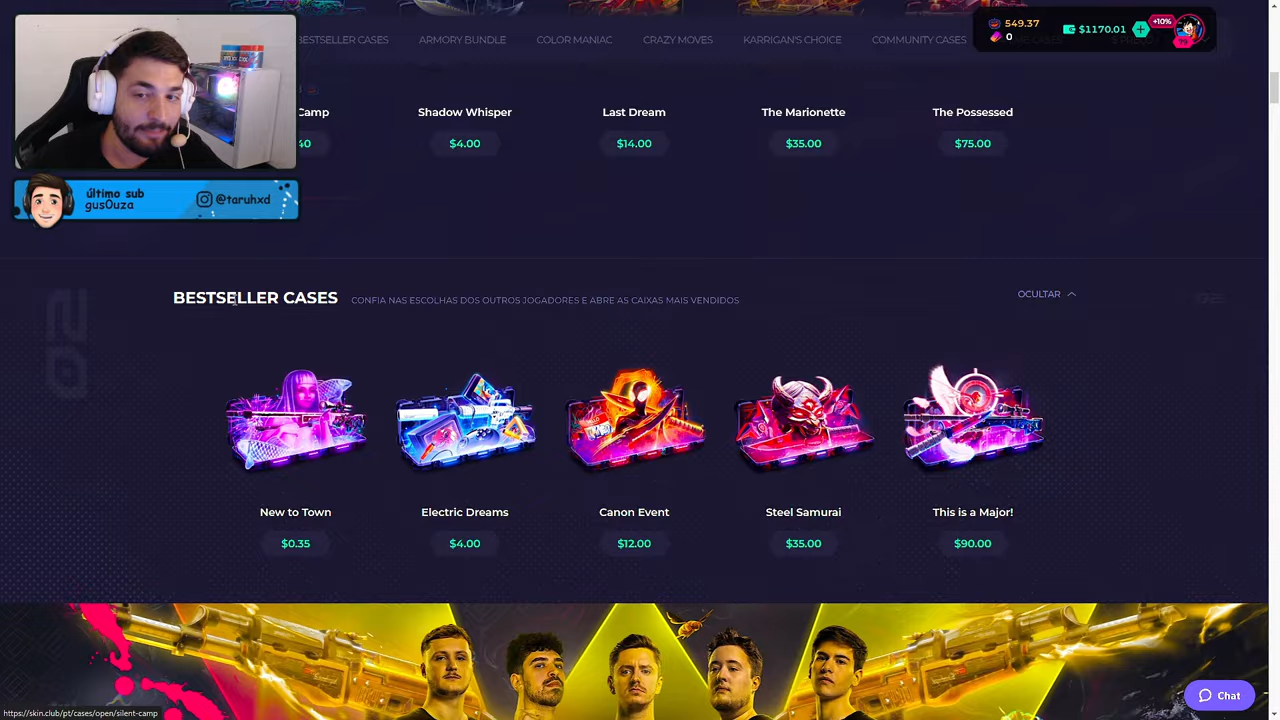 549.37
0
$1170.01
+10%
BESTSELLER CASES
ARMORY BUNDLE
COLOR MANIAC
CRAZY MOVES
KARRIGAN'S CHOICE
COMMUNITY CASES
Camp
Shadow Whisper
Last Dream
The Marionette
The Possessed
40
$4.00
$14.00
$35.00
$75.00
último sub
gus0uza
@taruhxd
02
BESTSELLER CASES
CONFIA NAS ESCOLHAS DOS OUTROS JOGADORES E ABRE AS CAIXAS MAIS VENDIDOS
OCULTAR
02
New to Town
Electric Dreams
Canon Event
Steel Samurai
This is a Major!
$0.35
$4.00
$12.00
$35.00
$90.00
Chat
https://skin.club/pt/cases/open/silent-camp